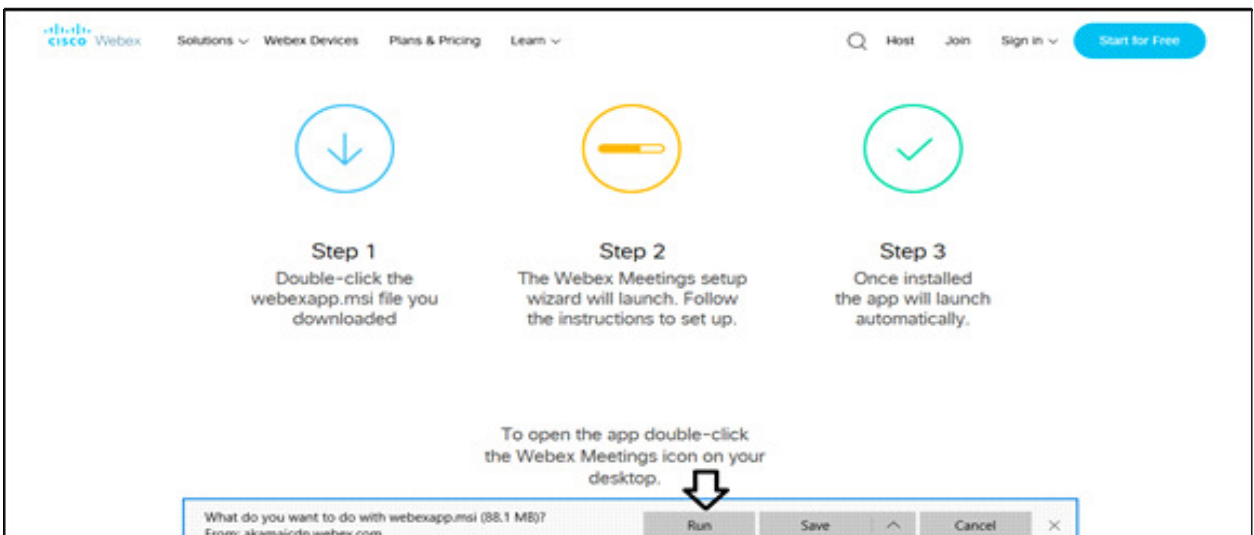 CISCO Webex Solutions Webex Devices Plans & Pricing Learn Host Join Sign in Start for Free
Step 1
Double-click the
webexapp.msi file you
downloaded
Step 2
The Webex Meetings setup
wizard will launch. Follow
the instructions to set up.
Step 3
Once installed
the app will launch
automatically.
To open the app double-click
the Webex Meetings icon on your
desktop.
What do you want to do with webexapp.msi (88.1 MB)?
From: akamaicdn.webex.com
Run Save Cancel